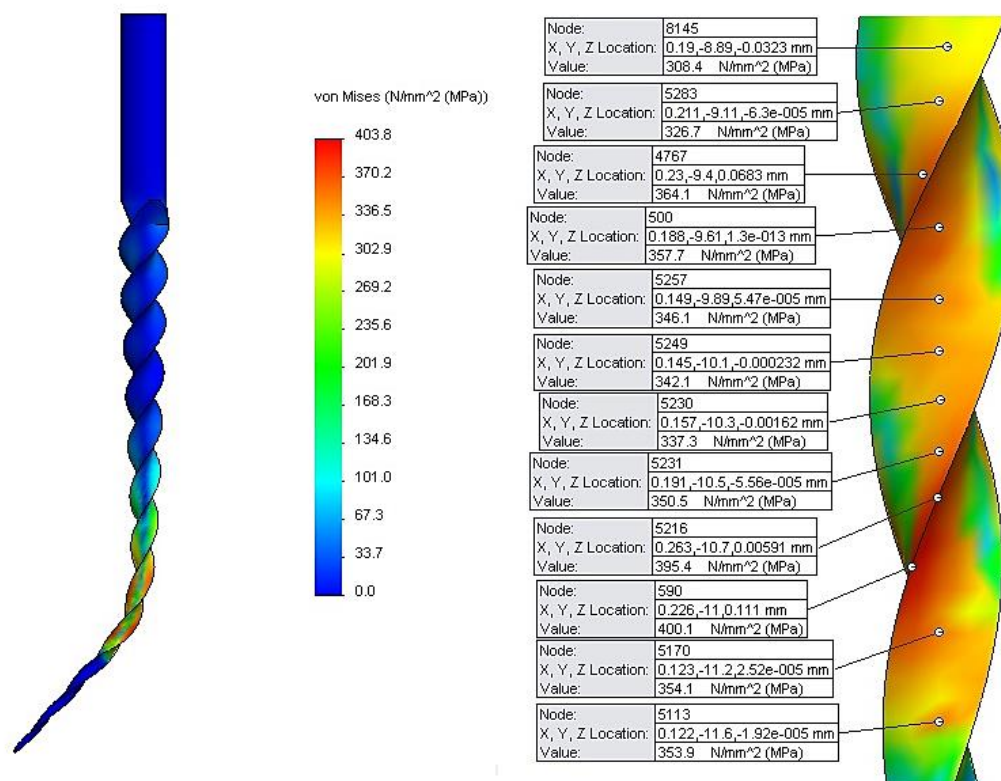 von Mises (N/mm^2 (MPa))
403.8
370.2
336.5
302.9
269.2
235.6
201.9
168.3
134.6
101.0
67.3
33.7
0.0
Node: 8145
X, Y, Z Location: 0.19,-8.89,-0.0323 mm
Value: 308.4 N/mm^2 (MPa)
Node: 5283
X, Y, Z Location: 0.211,-9.11,-6.3e-005 mm
Value: 326.7 N/mm^2 (MPa)
Node: 4767
X, Y, Z Location: 0.23,-9.4,0.0683 mm
Value: 364.1 N/mm^2 (MPa)
Node: 500
X, Y, Z Location: 0.188,-9.61,1.3e-013 mm
Value: 357.7 N/mm^2 (MPa)
Node: 5257
X, Y, Z Location: 0.149,-9.89,5.47e-005 mm
Value: 346.1 N/mm^2 (MPa)
Node: 5249
X, Y, Z Location: 0.145,-10.1,-0.000232 mm
Value: 342.1 N/mm^2 (MPa)
Node: 5230
X, Y, Z Location: 0.157,-10.3,-0.00162 mm
Value: 337.3 N/mm^2 (MPa)
Node: 5231
X, Y, Z Location: 0.191,-10.5,-5.56e-005 mm
Value: 350.5 N/mm^2 (MPa)
Node: 5216
X, Y, Z Location: 0.263,-10.7,0.00591 mm
Value: 395.4 N/mm^2 (MPa)
Node: 590
X, Y, Z Location: 0.226,-11,0.111 mm
Value: 400.1 N/mm^2 (MPa)
Node: 5170
X, Y, Z Location: 0.123,-11.2,2.52e-005 mm
Value: 354.1 N/mm^2 (MPa)
Node: 5113
X, Y, Z Location: 0.122,-11.6,-1.92e-005 mm
Value: 353.9 N/mm^2 (MPa)